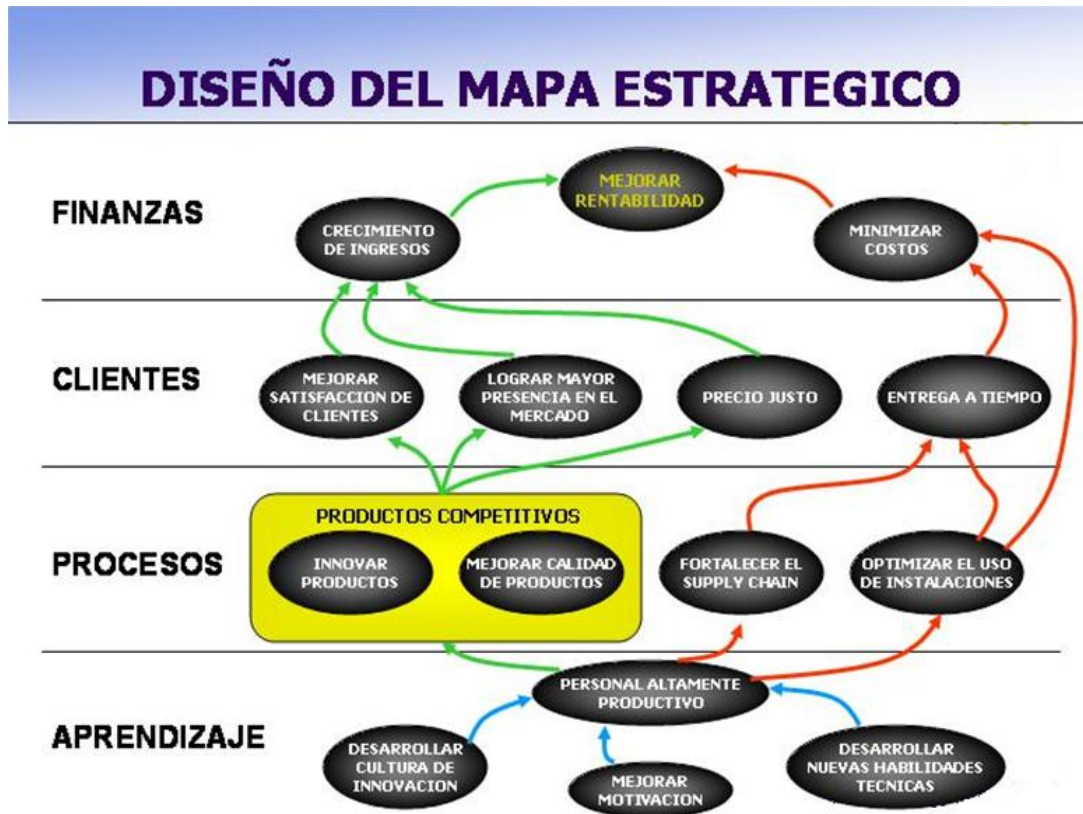 DISEÑO DEL MAPA ESTRATEGICO
FINANZAS
MEJORAR
RENTABILIDAD
CRECIMIENTO
DE INGRESOS
MINIMIZAR
COSTOS
CLIENTES
MEJORAR
SATISFACCION DE
CLIENTES
LOGRAR MAYOR
PRESENCIA EN EL
MERCADO
PRECIO JUSTO
ENTREGA A TIEMPO
PROCESOS
PRODUCTOS COMPETITIVOS
INNOVAR
PRODUCTOS
MEJORAR CALIDAD
DE PRODUCTOS
FORTALECER EL
SUPPLY CHAIN
OPTIMIZAR EL USO
DE INSTALACIONES
APRENDIZAJE
PERSONAL ALTAMENTE
PRODUCTIVO
DESARROLLAR
CULTURA DE
INNOVACION
MEJORAR
MOTIVACION
DESARROLLAR
NUEVAS HABILIDADES
TECNICAS